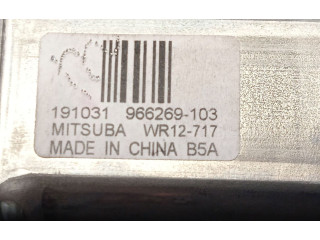 191031 966269-103
MITSUBA WR12-717
MADE IN CHINA B5A